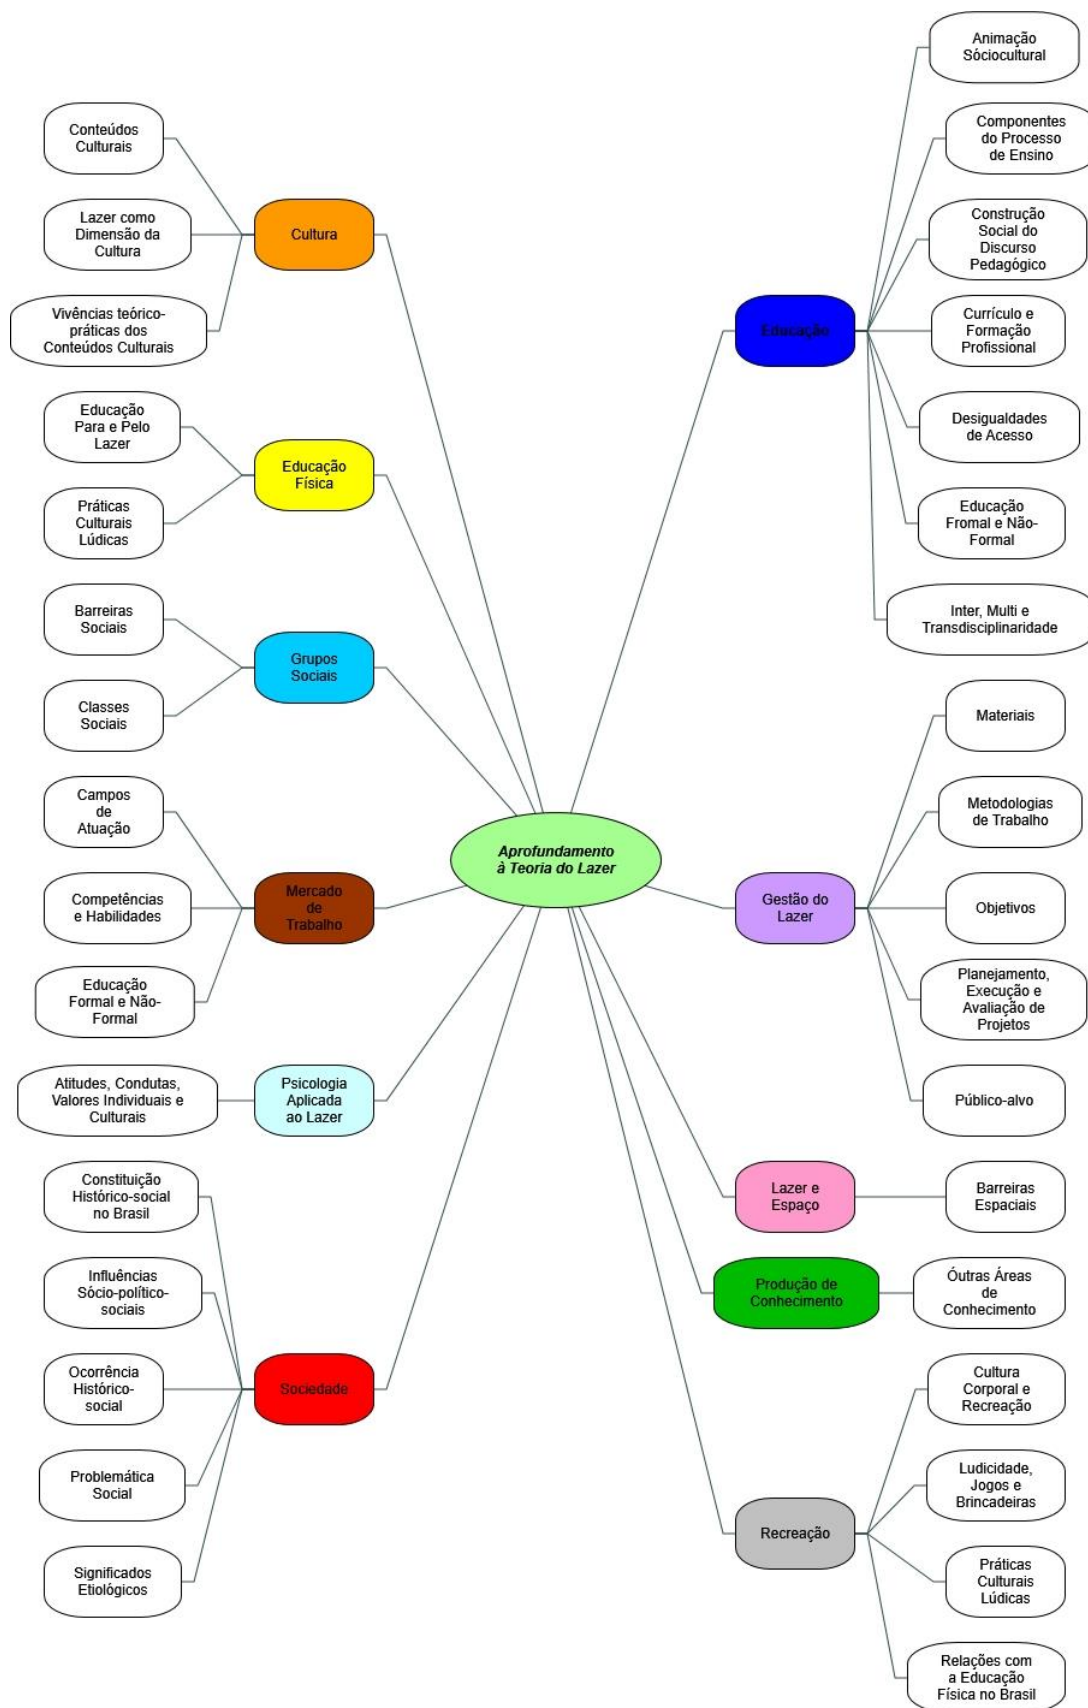 Animação
Sóciocultural
Componentes
do Processo
de Ensino
Construção
Social do
Discurso
Pedagógico
Currículo e
Formação
Profissional
Desigualdades
de Acesso
Educação
Fromal e Não-
Formal
Inter, Multi e
Transdisciplinaridade
Educação
Conteúdos
Culturais
Lazer como
Dimensão da
Cultura
Vivências teórico-
práticas dos
Conteúdos Culturais
Cultura
Educação
Para e Pelo
Lazer
Práticas
Culturais
Lúdicas
Educação
Física
Barreiras
Sociais
Classes
Sociais
Grupos
Sociais
Campos
de
Atuação
Competências
e Habilidades
Educação
Formal e Não-
Formal
Mercado
de
Trabalho
Aprofundamento
à Teoria do Lazer
Atitudes, Condutas,
Valores Individuais e
Culturais
Psicologia
Aplicada
ao Lazer
Constituição
Histórico-social
no Brasil
Influências
Sócio-político-
sociais
Ocorrência
Histórico-
social
Problemática
Social
Significados
Etiológicos
Sociedade
Gestão do
Lazer
Materiais
Metodologias
de Trabalho
Objetivos
Planejamento,
Execução e
Avaliação de
Projetos
Público-alvo
Lazer e
Espaço
Barreiras
Espaciais
Produção de
Conhecimento
Óutras Áreas
de
Conhecimento
Recreação
Cultura
Corporal e
Recreação
Ludicidade,
Jogos e
Brincadeiras
Práticas
Culturais
Lúdicas
Relações com
a Educação
Física no Brasil